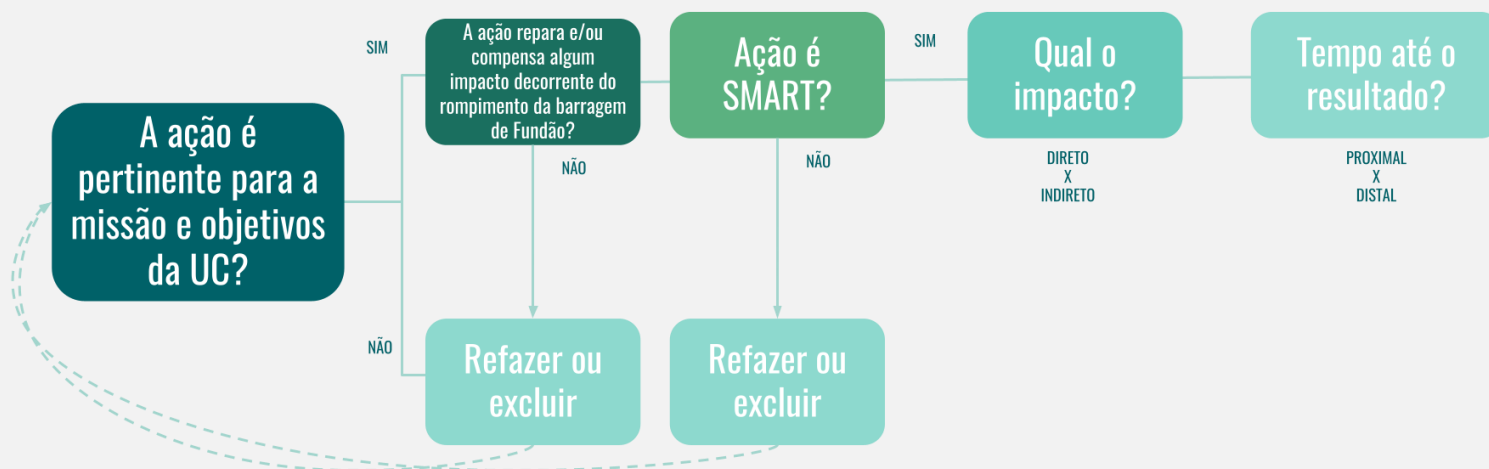 A ação é
pertinente para a
missão e objetivos
da UC?
SIM
A ação repara e/ou
compensa algum
impacto decorrente do
rompimento da barragem
de Fundão?
NÃO
NÃO
Refazer ou
excluir
Ação é
SMART?
NÃO
Refazer ou
excluir
SIM
Qual o
impacto?
DIRETO
X
INDIRETO
Tempo até o
resultado?
PROXIMAL
X
DISTAL